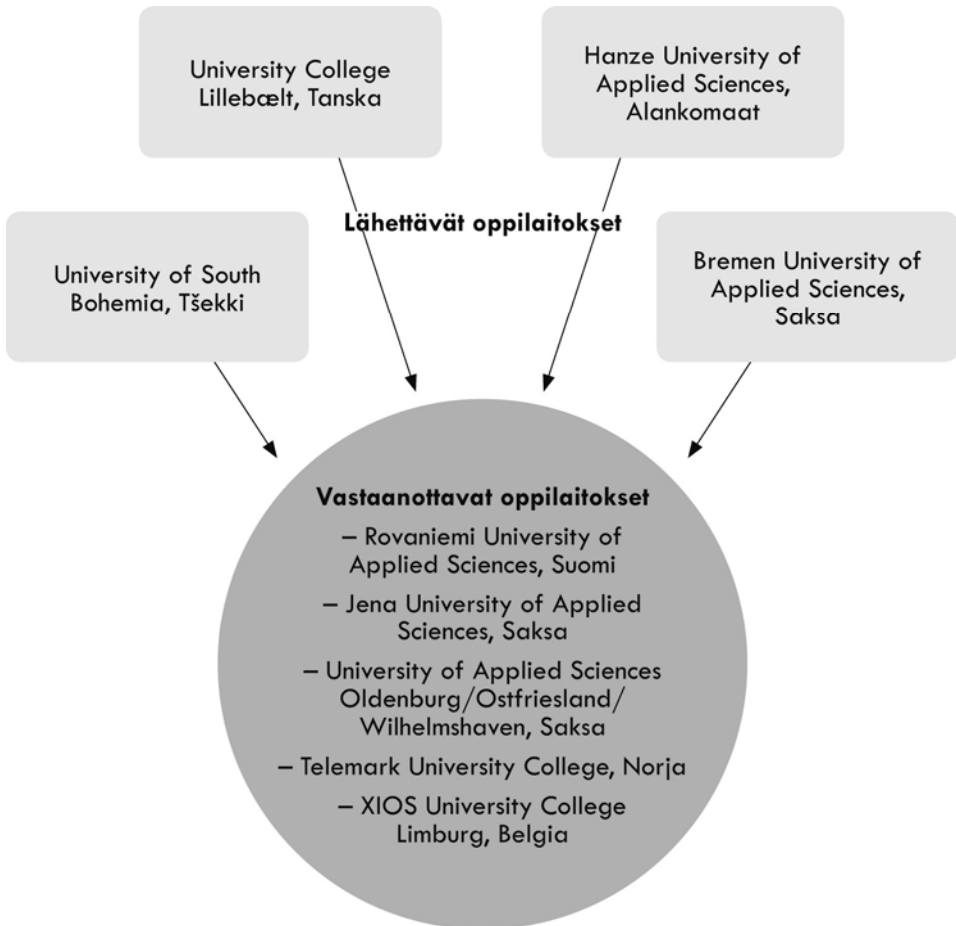 University College
Lillebælt, Tanska
Hanze University of
Applied Sciences,
Alankomaat
Lähettävät oppilaitokset
University of South
Bohemia, Tšekki
Bremen University of
Applied Sciences,
Saksa
Vastaanottavat oppilaitokset
– Rovaniemi University of
Applied Sciences, Suomi
– Jena University of Applied
Sciences, Saksa
– University of Applied Sciences
Oldenburg/Ostfriesland/
Wilhelmshaven, Saksa
– Telemark University College, Norja
– XIOS University College
Limburg, Belgia